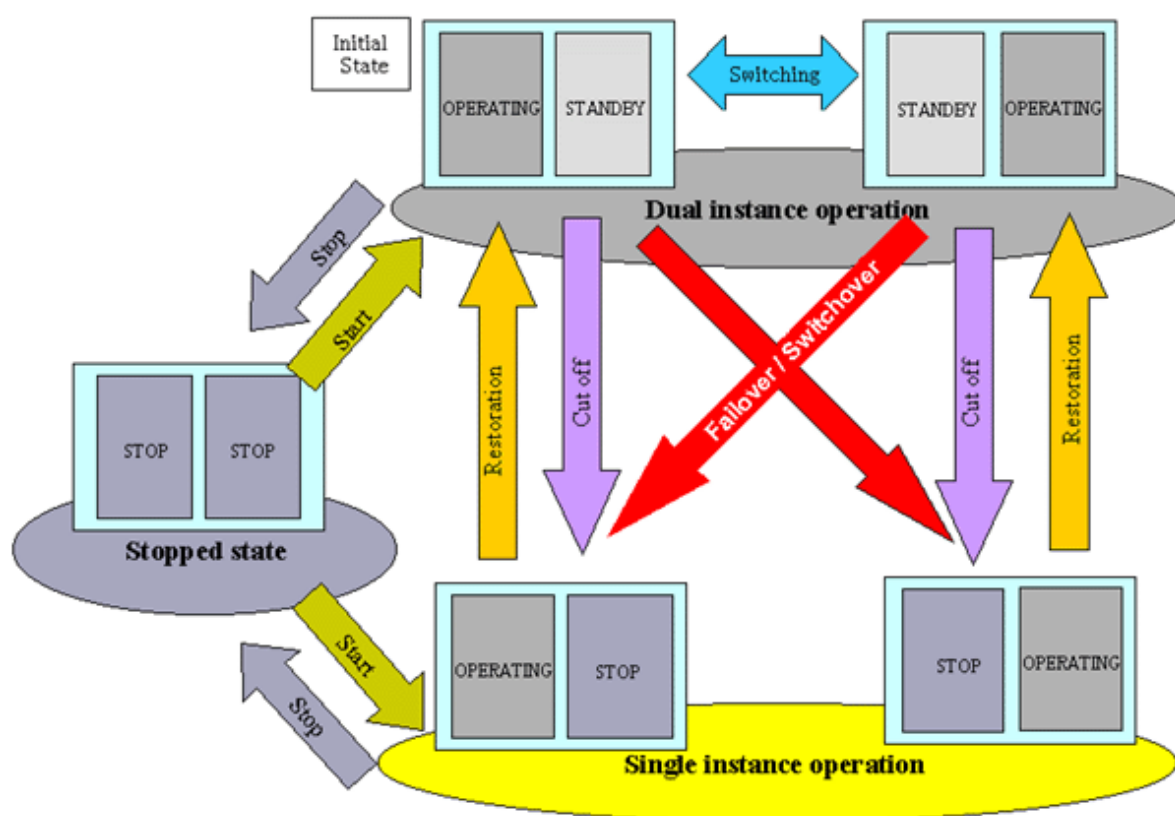 Initial
State
OPERATING
STANDBY
Switching
STANDBY
OPERATING
Dual instance operation
Stop
Start
Restoration
Cut off
Failover / Switchover
Cut off
Restoration
STOP
STOP
Stopped state
Start
Stop
OPERATING
STOP
STOP
OPERATING
Single instance operation